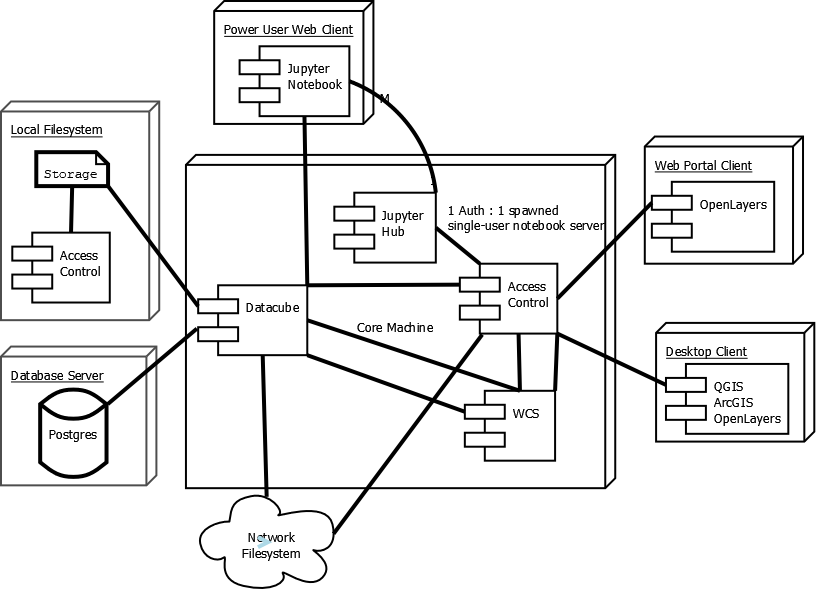 Power User Web Client
Jupyter
Notebook
M
Local Filesystem
Storage
Access
Control
Web Portal Client
OpenLayers
Jupyter
Hub
1 Auth : 1 spawned
single-user notebook server
Access
Control
Datacube
Core Machine
Database Server
Postgres
Desktop Client
QGIS
ArcGIS
OpenLayers
WCS
Network
Filesystem